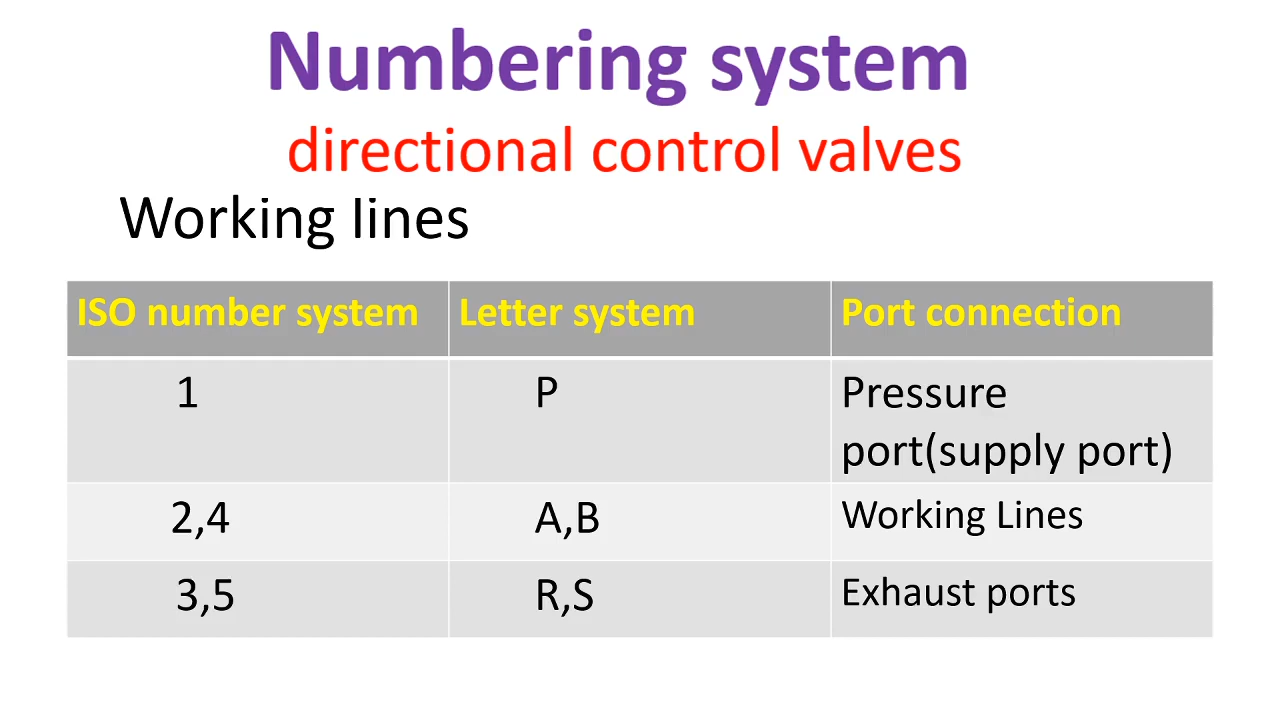 Numbering system
directional control valves
Working lines
ISO number system Letter system Port connection
1 P Pressure
port(supply port)
2,4 A,B Working Lines
3,5 R,S Exhaust ports